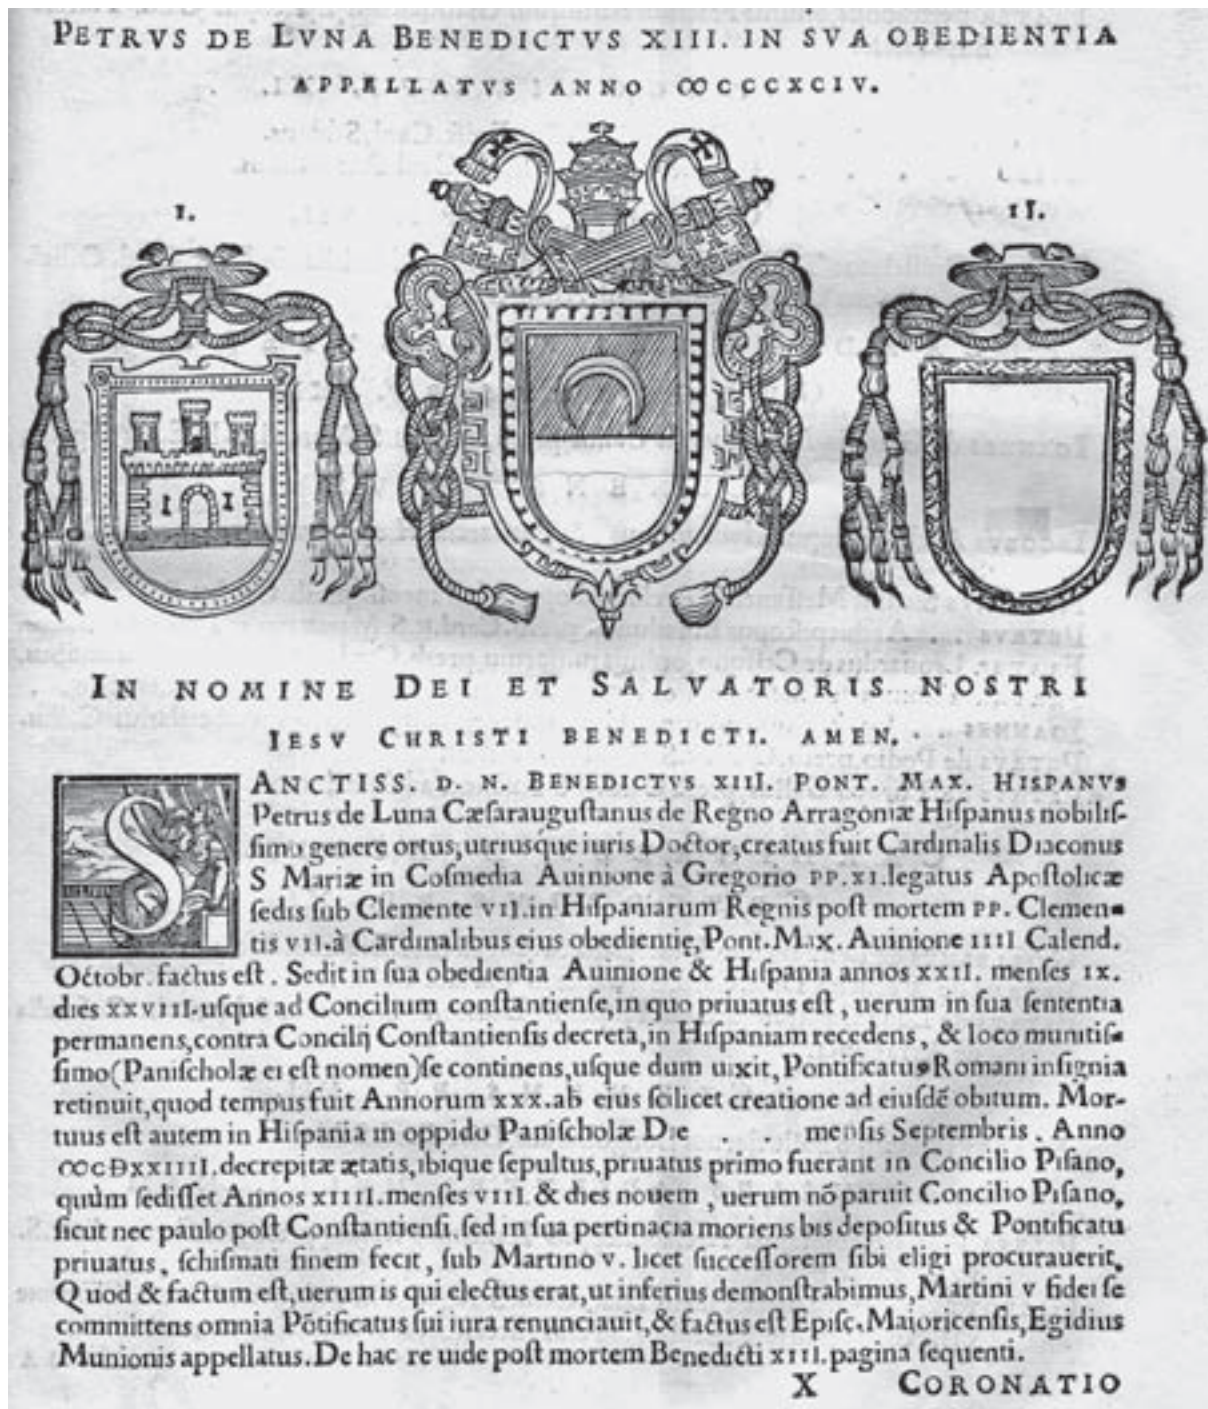 PETRVS DE LVNA BENEDICTVS XIII. IN SVA OBEDIENTIA
APPELLATVS ANNO ↀCCCXCIV.
I.
II.
IN NOMINE DEI ET SALVATORIS NOSTRI
IESV CHRISTI BENEDICTI. AMEN.
SANCTISS. D. N. BENEDICTVS XIII. PONT. MAX. HISPANVS
Petrus de Luna Cæſarauguſtanus de Regno Arragoniæ Hiſpanus nobiliſ-
ſimo genere ortus, utriusque iuris Doctor, creatus fuit Cardinalis Diaconus
S Mariæ in Coſmedia Auinione à Gregorio PP. XI. legatus Apoſtolicæ
ſedis ſub Clemente VII. in Hiſpaniarum Regnis poſt mortem PP. Clemen-
tis VII. à Cardinalibus eius obedientię, Pont. Max. Auinione IIII Calend.
Octobr. factus eſt. Sedit in ſua obedientia Auinione & Hiſpania annos XXII. menſes IX.
dies XXVIII. uſque ad Concilium conſtantienſe, in quo priuatus eſt, uerum in ſua ſententia
permanens, contra Concilij Conſtantienſis decreta, in Hiſpaniam recedens, & loco munitiſ-
ſimo (Paniſcholæ ei eſt nomen) ſe continens, uſque dum uixit, Pontificatus Romani inſignia
retinuit, quod tempus fuit Annorum XXX. ab eius ſcilicet creatione ad eiuſdē obitum. Mor-
tuus eſt autem in Hiſpania in oppido Paniſcholæ Die . . menſis Septembris. Anno
ↀCDXXIIII. decrepitæ ætatis, ibique ſepultus, priuatus primo fuerant in Concilio Piſano,
quùm ſediſſet Annos XIIII. menſes VIII & dies nouem, uerum nō paruit Concilio Piſano,
ſicut nec paulo poſt Conſtantienſi. ſed in ſua pertinacia moriens bis depoſitus & Pontificatu
priuatus, ſchiſmati finem fecit, ſub Martino V. licet ſucceſſorem ſibi eligi procurauerit.
Quod & factum eſt, uerum is qui electus erat, ut inferius demonſtrabimus, Martini V fidei ſe
committens omnia Pōtificatus ſui iura renunciauit, & factus eſt Epiſc. Maioricenſis, Egidius
Munionis appellatus. De hac re uide poſt mortem Benedicti XIII. pagina ſequenti.
X CORONATIO